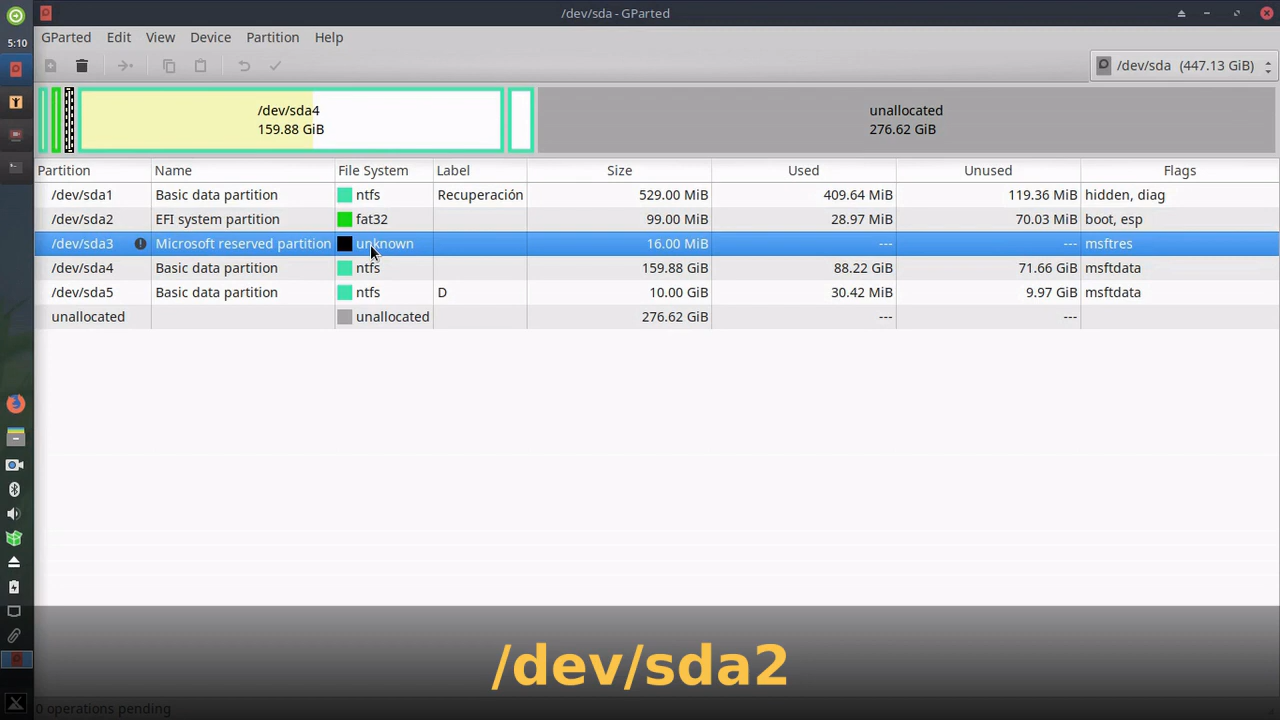 /dev/sda - GParted
5:10
GParted Edit View Device Partition Help
/dev/sda (447.13 GiB)
/dev/sda4
159.88 GiB
unallocated
276.62 GiB
Partition Name File System Label Size Used Unused Flags
/dev/sda1 Basic data partition ntfs Recuperación 529.00 MiB 409.64 MiB 119.36 MiB hidden, diag
/dev/sda2 EFI system partition fat32 99.00 MiB 28.97 MiB 70.03 MiB boot, esp
/dev/sda3 Microsoft reserved partition unknown 16.00 MiB --- --- msftres
/dev/sda4 Basic data partition ntfs 159.88 GiB 88.22 GiB 71.66 GiB msftdata
/dev/sda5 Basic data partition ntfs D 10.00 GiB 30.42 MiB 9.97 GiB msftdata
unallocated unallocated 276.62 GiB --- ---
/dev/sda2
0 operations pending